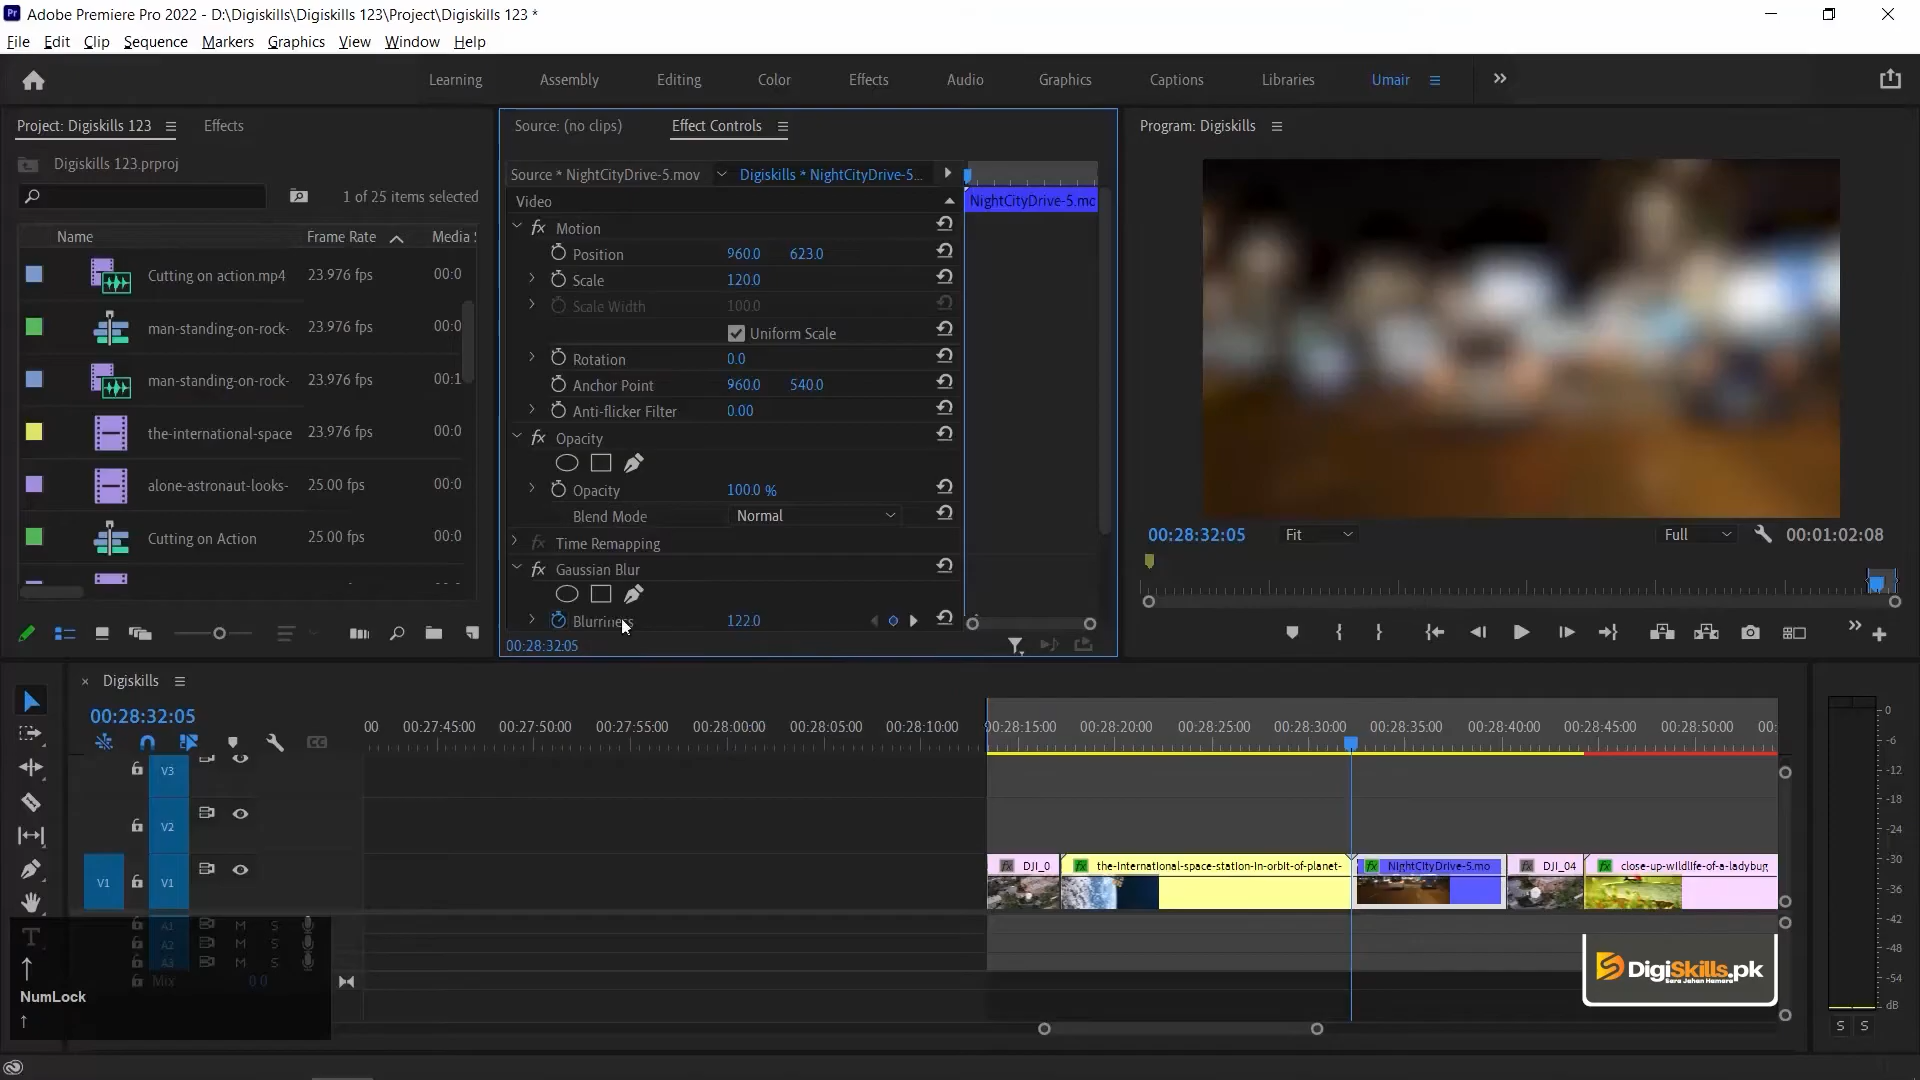 Adobe Premiere Pro 2022 - D:\Digiskills\Digiskills 123\Project\Digiskills 123 *
File Edit Clip Sequence Markers Graphics View Window Help
Learning Assembly Editing Color Effects Audio Graphics Captions Libraries Umair
Project: Digiskills 123 Effects
Digiskills 123.prproj
1 of 25 items selected
Name Frame Rate Media
Cutting on action.mp4 23.976 fps 00:0
man-standing-on-rock- 23.976 fps 00:0
man-standing-on-rock- 23.976 fps 00:1
the-international-space 23.976 fps 00:0
alone-astronaut-looks- 25.00 fps 00:0
Cutting on Action 25.00 fps 00:0
Source: (no clips) Effect Controls
Source * NightCityDrive-5.mov Digiskills * NightCityDrive-5...
Video NightCityDrive-5.mc
fx Motion
Position 960.0 623.0
Scale 120.0
Scale Width 100.0
Uniform Scale
Rotation 0.0
Anchor Point 960.0 540.0
Anti-flicker Filter 0.00
fx Opacity
Opacity 100.0 %
Blend Mode Normal
fx Time Remapping
fx Gaussian Blur
Blurriness 122.0
00:28:32:05
Program: Digiskills
00:28:32:05 Fit Full 00:01:02:08
Digiskills
00:28:32:05
00 00:27:45:00 00:27:50:00 00:27:55:00 00:28:00:00 00:28:05:00 00:28:10:00 00:28:15:00 00:28:20:00 00:28:25:00 00:28:30:00 00:28:35:00 00:28:40:00 00:28:45:00 00:28:50:00 00:
V3
V2
V1 V1
fx DJI_0 fx the-international-space-station-in-orbit-of-planet- fx NightCityDrive-5.mo fx DJI_04 fx close-up-wildlife-of-a-ladybug
A1 M S
A2 M S
A3 M S
Mix 0.0
NumLock
DigiSkills.pk
Sara Jahan Hamara
0
-6
-12
-18
-24
-30
-36
-42
-48
-54
dB
S S